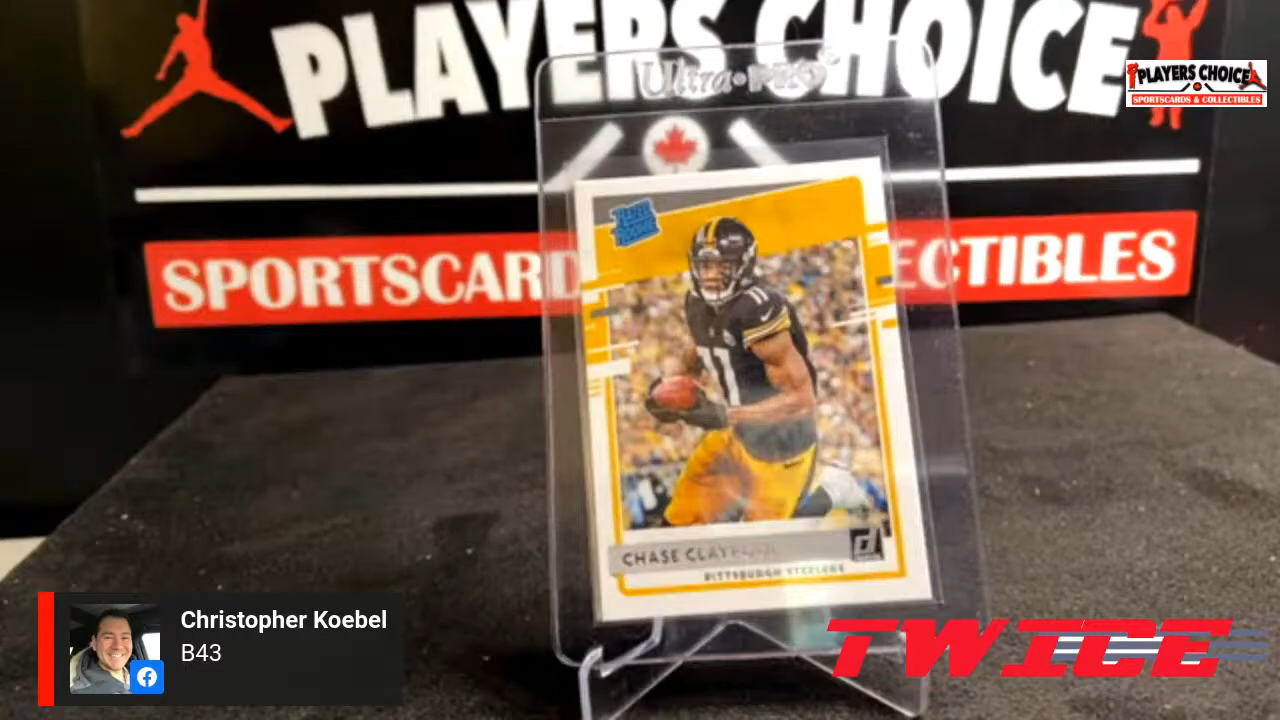 PLAYERS CHOICE
Ultra•PRO
PLAYERS CHOICE
SPORTSCARDS & COLLECTIBLES
SPORTSCARD ECTIBLES
RATED
ROOKIE
11
11
CHASE CLAYPOOL
PITTSBURGH STEELERS
Christopher Koebel
B43
TWICE